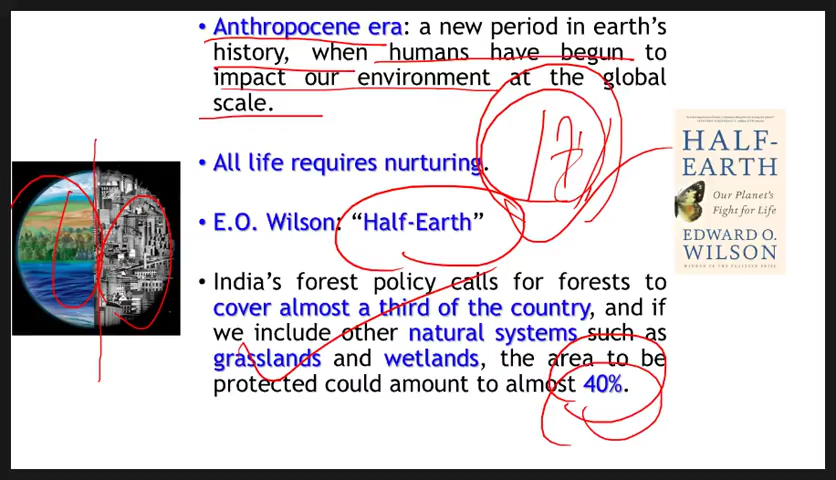 • Anthropocene era: a new period in earth's
history, when humans have begun to
impact our environment at the global
scale.
• All life requires nurturing.
• E.O. Wilson: “Half-Earth”
• India's forest policy calls for forests to
cover almost a third of the country, and if
we include other natural systems such as
grasslands and wetlands, the area to be
protected could amount to almost 40%.
HALF-
EARTH
Our Planet's
Fight for Life
EDWARD O.
WILSON